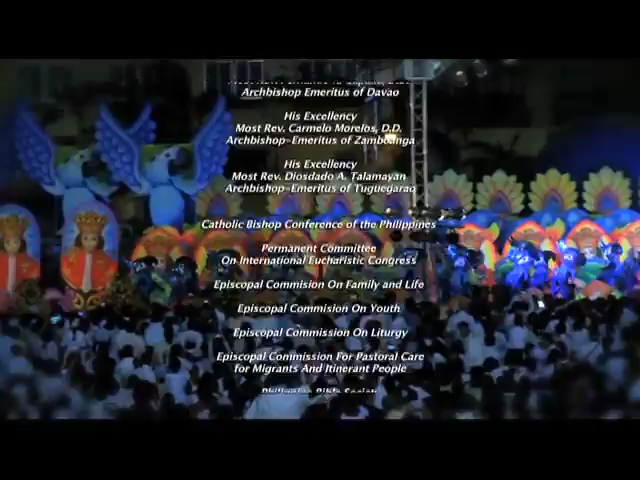 Archbishop Emeritus of Davao
His Excellency
Most Rev. Carmelo Morelos, D.D.
Archbishop-Emeritus of Zamboanga
His Excellency
Most Rev. Diosdado A. Talamayan
Archbishop-Emeritus of Tuguegarao
Catholic Bishop Conference of the Philippines
Permanent Committee
On International Eucharistic Congress
Episcopal Commision On Family and Life
Episcopal Commision On Youth
Episcopal Commission On Liturgy
Episcopal Commission For Pastoral Care
for Migrants And Itinerant People
Philippine Bible Society